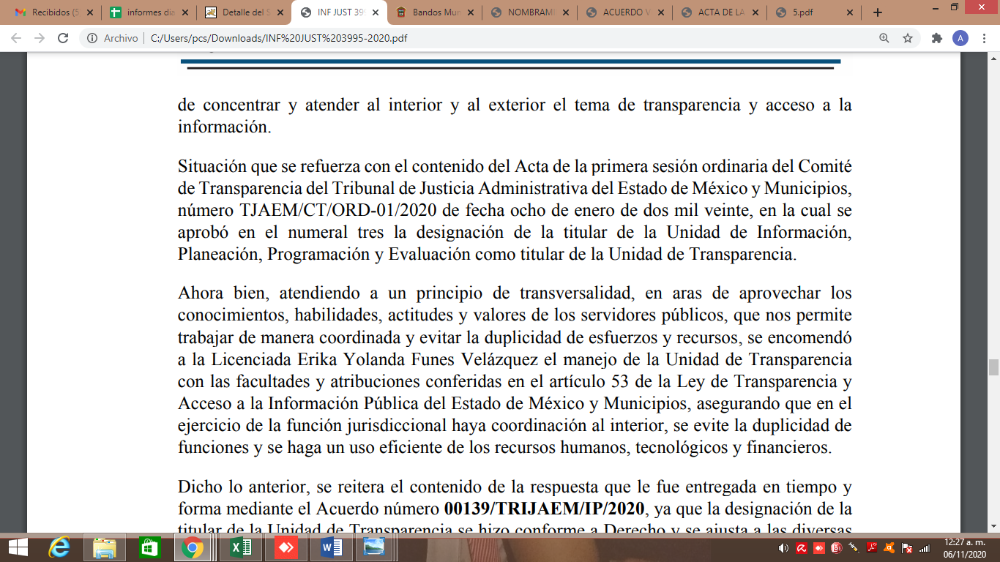 Recibidos (5
informes dia
Detalle del S
INF JUST 399
Bandos Mun
NOMBRAMI
ACUERDO V
ACTA DE LA
5.pdf
Archivo | C:/Users/pcs/Downloads/INF%20JUST%203995-2020.pdf
A
de concentrar y atender al interior y al exterior el tema de transparencia y acceso a la
información.
Situación que se refuerza con el contenido del Acta de la primera sesión ordinaria del Comité
de Transparencia del Tribunal de Justicia Administrativa del Estado de México y Municipios,
número TJAEM/CT/ORD-01/2020 de fecha ocho de enero de dos mil veinte, en la cual se
aprobó en el numeral tres la designación de la titular de la Unidad de Información,
Planeación, Programación y Evaluación como titular de la Unidad de Transparencia.
Ahora bien, atendiendo a un principio de transversalidad, en aras de aprovechar los
conocimientos, habilidades, actitudes y valores de los servidores públicos, que nos permite
trabajar de manera coordinada y evitar la duplicidad de esfuerzos y recursos, se encomendó
a la Licenciada Erika Yolanda Funes Velázquez el manejo de la Unidad de Transparencia
con las facultades y atribuciones conferidas en el artículo 53 de la Ley de Transparencia y
Acceso a la Información Pública del Estado de México y Municipios, asegurando que en el
ejercicio de la función jurisdiccional haya coordinación al interior, se evite la duplicidad de
funciones y se haga un uso eficiente de los recursos humanos, tecnológicos y financieros.
Dicho lo anterior, se reitera el contenido de la respuesta que le fue entregada en tiempo y
forma mediante el Acuerdo número 00139/TRIJAEM/IP/2020, ya que la designación de la
titular de la Unidad de Transparencia se hizo conforme a Derecho y se ajusta a las diversas
12:27 a. m.
06/11/2020